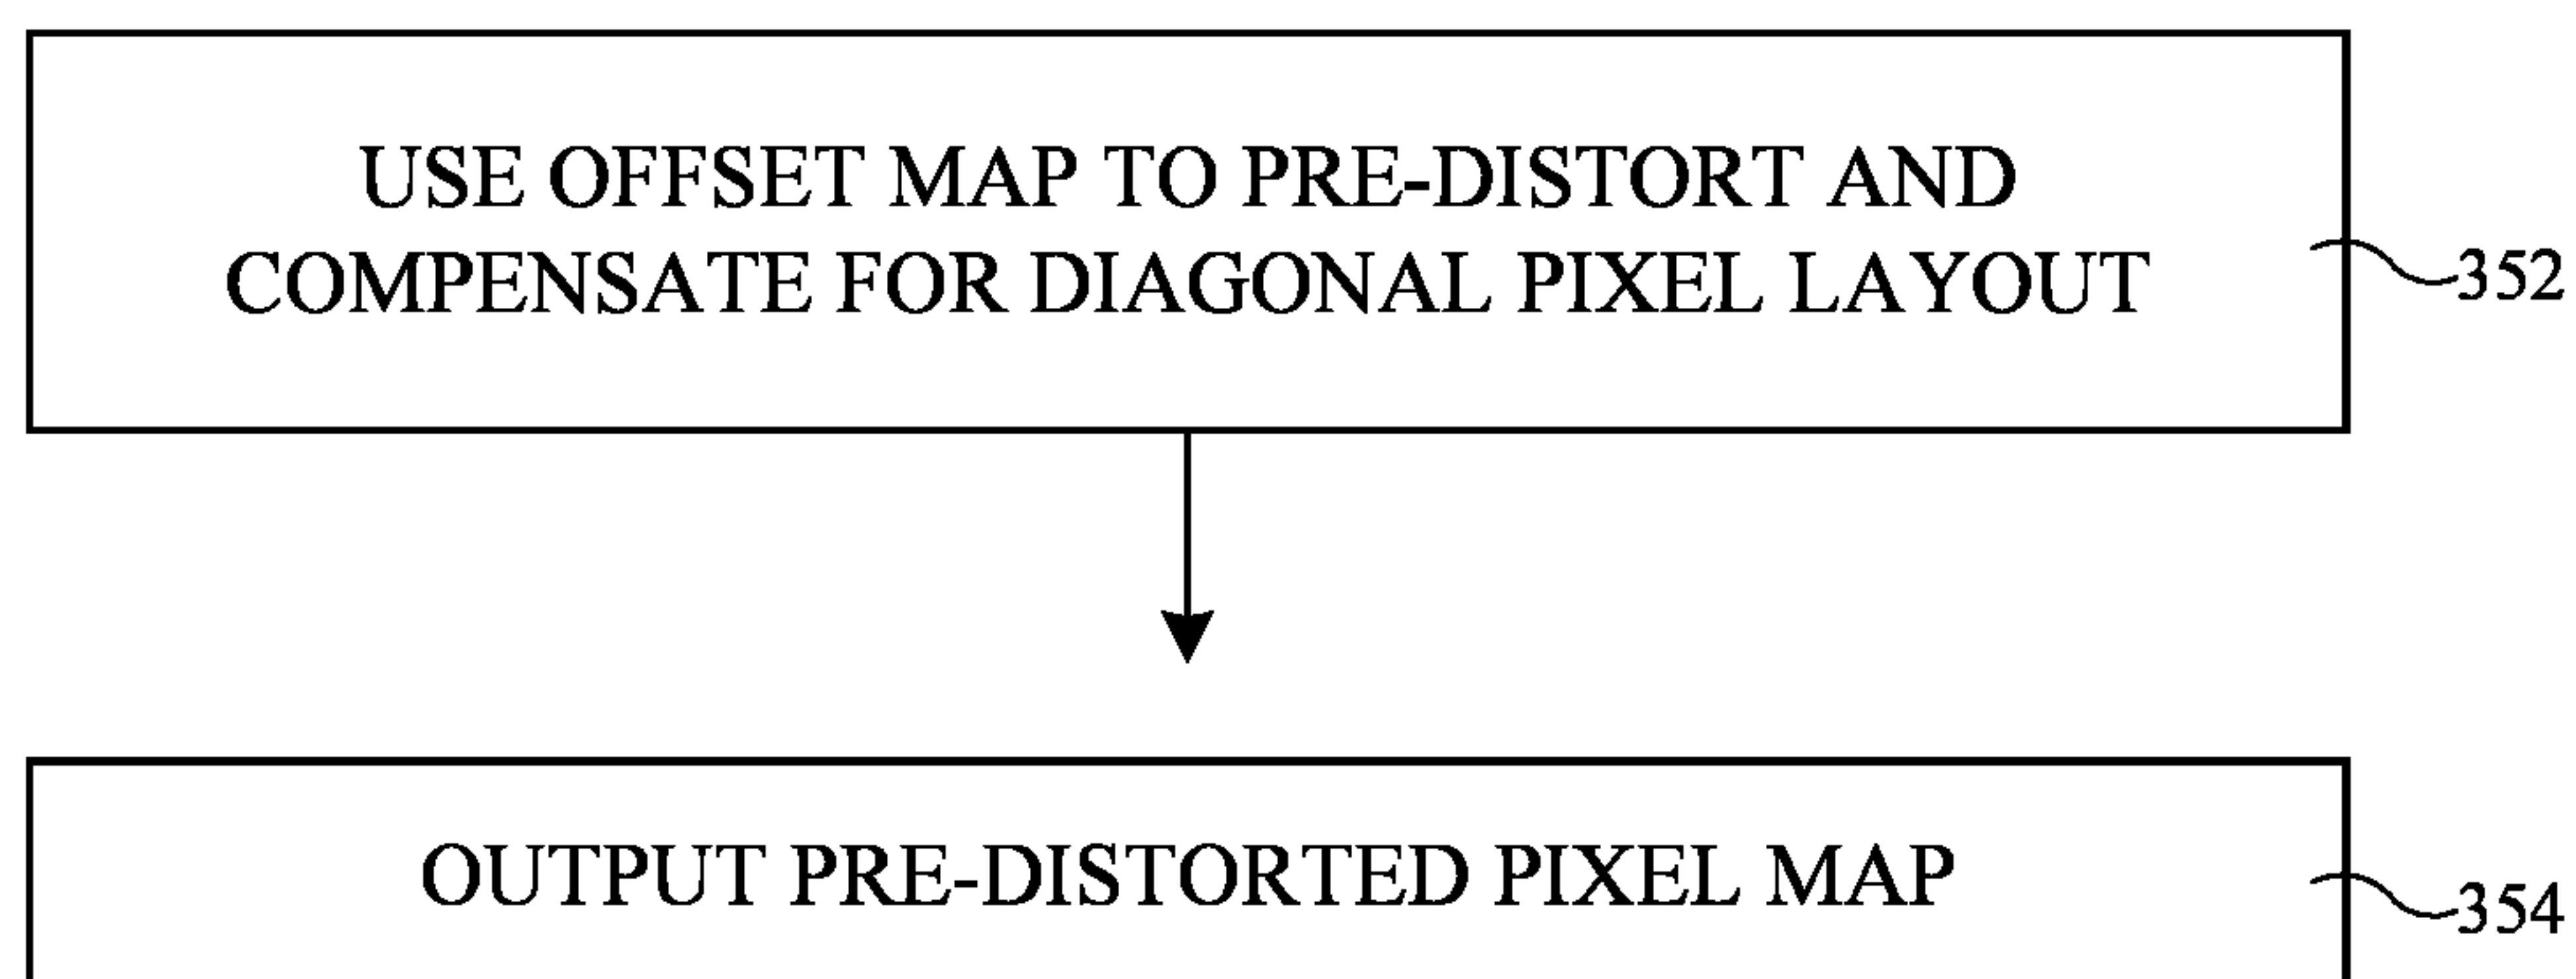 USE OFFSET MAP TO PRE-DISTORT AND
COMPENSATE FOR DIAGONAL PIXEL LAYOUT
352
OUTPUT PRE-DISTORTED PIXEL MAP
354